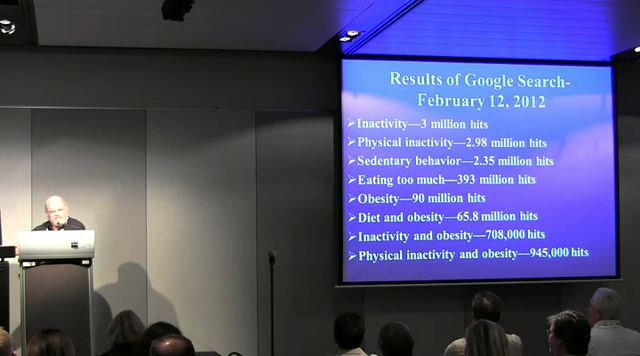 Results of Google Search-
February 12, 2012
➢Inactivity—3 million hits
➢Physical inactivity—2.98 million hits
➢Sedentary behavior—2.35 million hits
➢Eating too much—393 million hits
➢Obesity—90 million hits
➢Diet and obesity—65.8 million hits
➢Inactivity and obesity—708,000 hits
➢Physical inactivity and obesity—945,000 hits